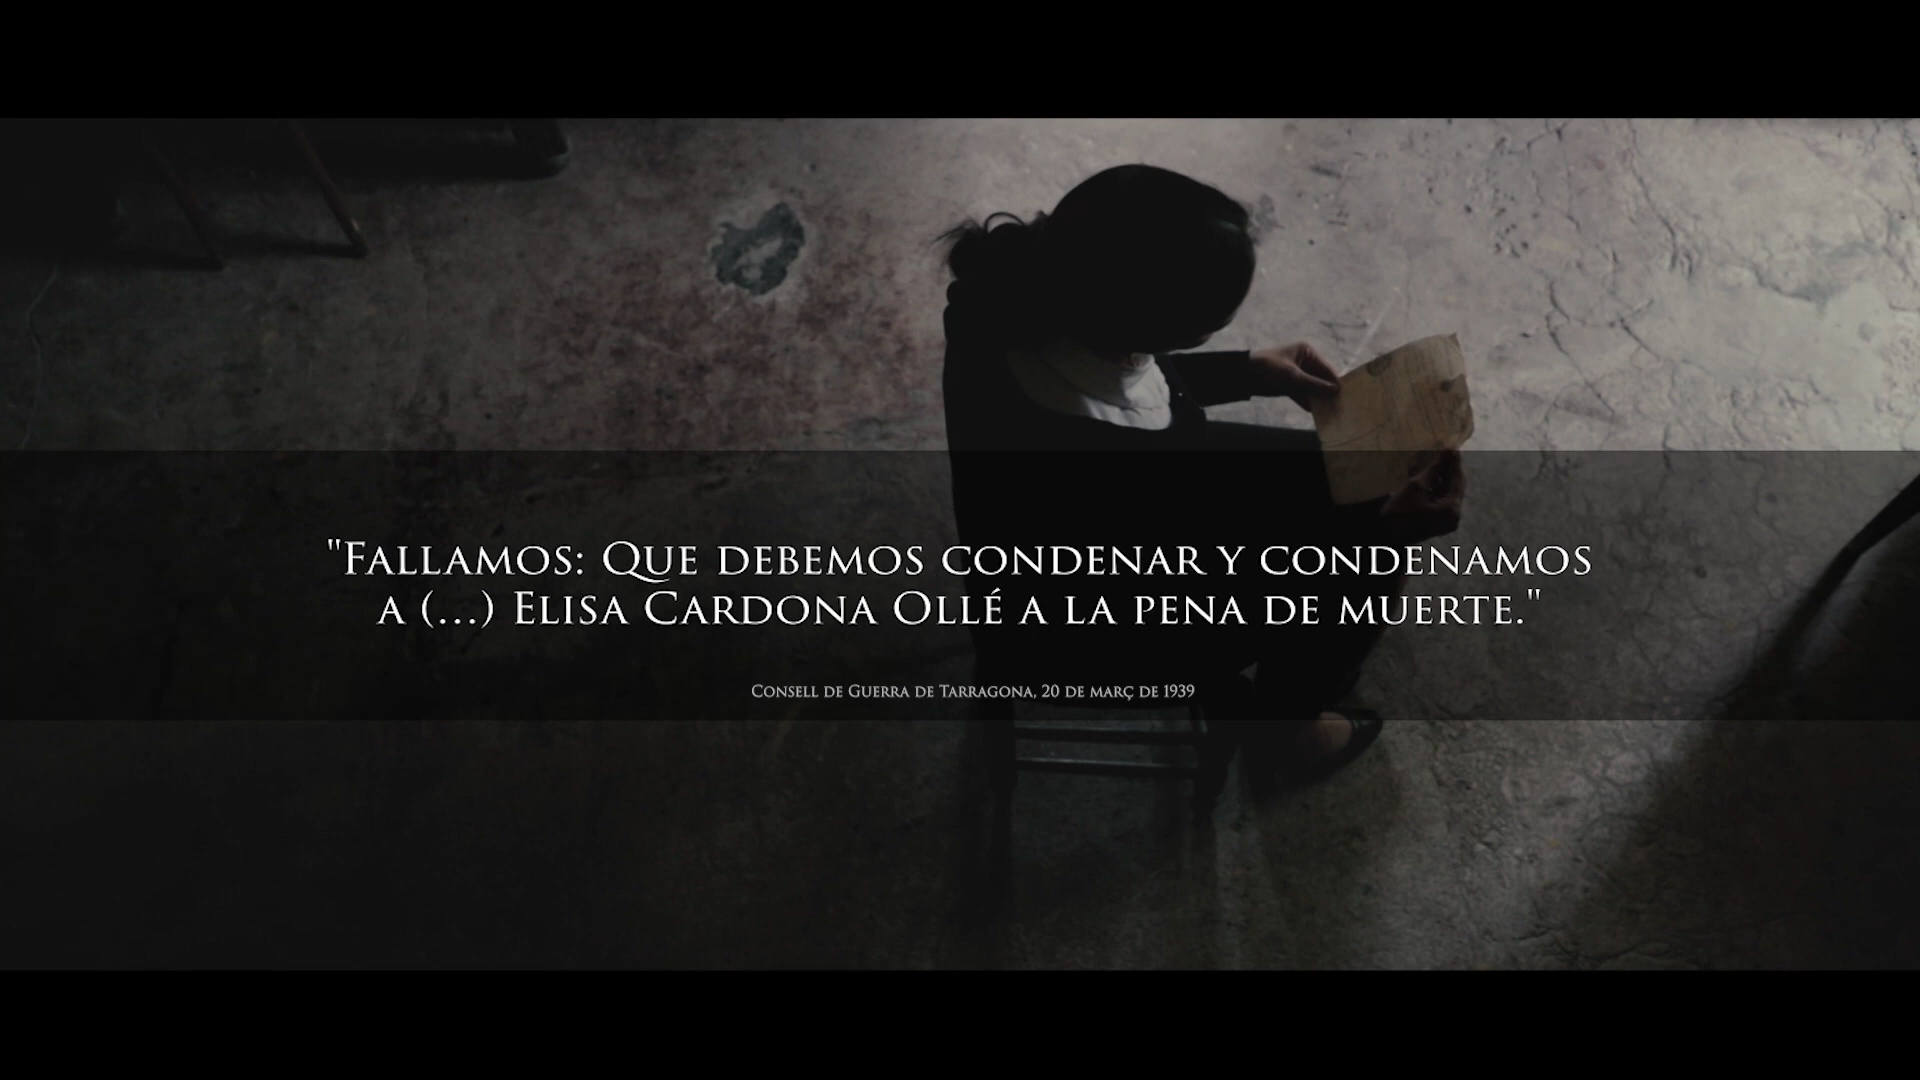 "Fallamos: Que debemos condenar y condenamos
a (...) Elisa Cardona Ollé a la pena de muerte."
Consell de Guerra de Tarragona, 20 de març de 1939